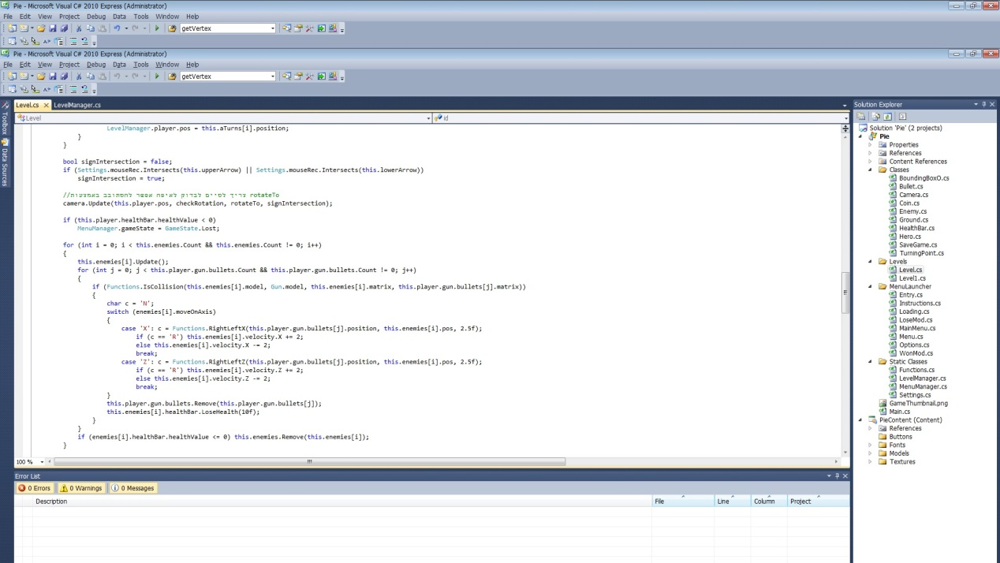 Pie - Microsoft Visual C# 2010 Express (Administrator)
File Edit View Project Debug Data Tools Window Help
getVertex
Pie - Microsoft Visual C# 2010 Express (Administrator)
File Edit View Project Debug Data Tools Window Help
getVertex
Toolbox
Data Sources
Level.cs
LevelManager.cs
Level
id
LevelManager.player.pos = this.aTurns[i].position;
}
}
bool signIntersection = false;
if (Settings.mouseRec.Intersects(this.upperArrow) || Settings.mouseRec.Intersects(this.lowerArrow))
signIntersection = true;
//צריך לסיים לבדוק לאיפה אפשר להסתובב באמצעות rotateTo
camera.Update(this.player.pos, checkRotation, rotateTo, signIntersection);
if (this.player.healthBar.healthValue < 0)
MenuManager.gameState = GameState.Lost;
for (int i = 0; i < this.enemies.Count && this.enemies.Count != 0; i++)
{
this.enemies[i].Update();
for (int j = 0; j < this.player.gun.bullets.Count && this.player.gun.bullets.Count != 0; j++)
{
if (Functions.IsCollision(this.enemies[i].model, Gun.model, this.enemies[i].matrix, this.player.gun.bullets[j].matrix))
{
char c = 'N';
switch (enemies[i].moveOnAxis)
{
case 'X': c = Functions.RightLeftX(this.player.gun.bullets[j].position, this.enemies[i].pos, 2.5f);
if (c == 'R') this.enemies[i].velocity.X += 2;
else this.enemies[i].velocity.X -= 2;
break;
case 'Z': c = Functions.RightLeftZ(this.player.gun.bullets[j].position, this.enemies[i].pos, 2.5f);
if (c == 'R') this.enemies[i].velocity.Z += 2;
else this.enemies[i].velocity.Z -= 2;
break;
}
this.player.gun.bullets.Remove(this.player.gun.bullets[j]);
this.enemies[i].healthBar.LoseHealth(10f);
}
}
if (enemies[i].healthBar.healthValue <= 0) this.enemies.Remove(this.enemies[i]);
}
100 %
Error List
0 Errors
0 Warnings
0 Messages
Description
File
Line
Column
Project
Solution Explorer
Solution 'Pie' (2 projects)
Pie
Properties
References
Content References
Classes
BoundingBoxO.cs
Bullet.cs
Camera.cs
Coin.cs
Enemy.cs
Ground.cs
HealthBar.cs
Hero.cs
SaveGame.cs
TurningPoint.cs
Levels
Level.cs
Level1.cs
MenuLauncher
Entry.cs
Instructions.cs
Loading.cs
LoseMod.cs
MainMenu.cs
Menu.cs
Options.cs
WonMod.cs
Static Classes
Functions.cs
LevelManager.cs
MenuManager.cs
Settings.cs
GameThumbnail.png
Main.cs
PieContent (Content)
References
Buttons
Fonts
Models
Textures